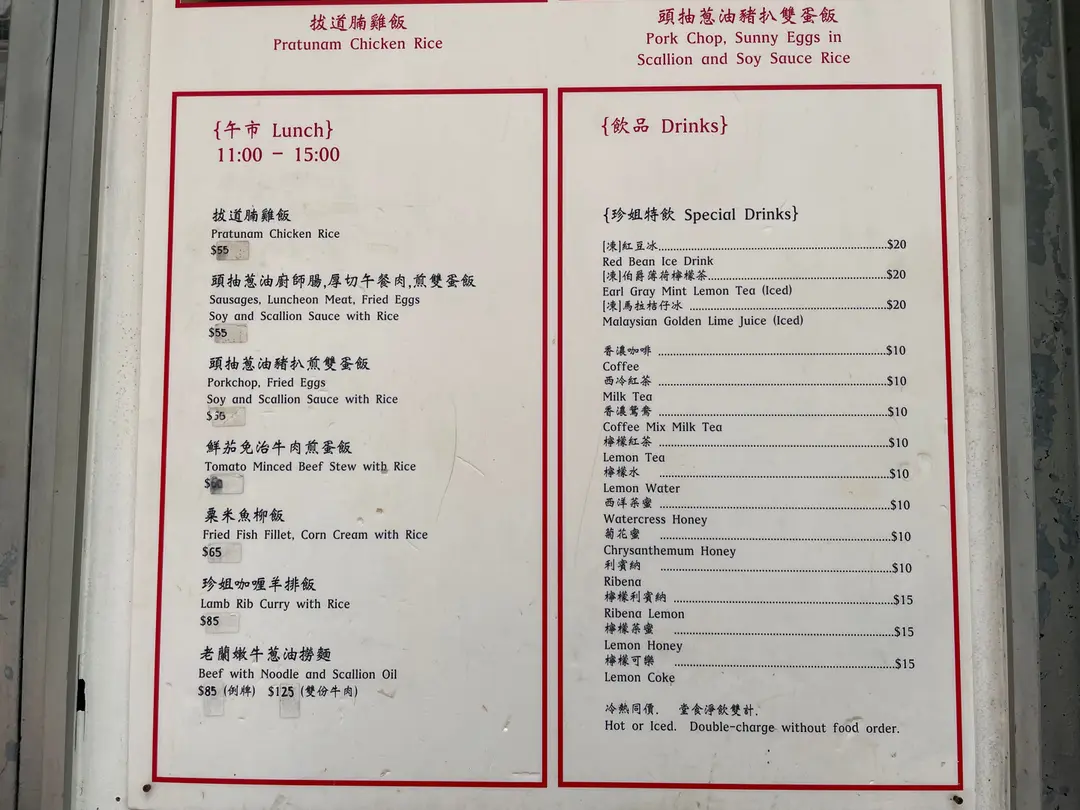 拔道腩雞飯
Pratunam Chicken Rice
頭抽葱油豬扒雙蛋飯
Pork Chop, Sunny Eggs in
Scallion and Soy Sauce Rice
{午市 Lunch}
11:00 – 15:00
拔道腩雞飯
Pratunam Chicken Rice
$55
頭抽葱油廚師腸,厚切午餐肉,煎雙蛋飯
Sausages, Luncheon Meat, Fried Eggs
Soy and Scallion Sauce with Rice
$55
頭抽葱油豬扒煎雙蛋飯
Porkchop, Fried Eggs
Soy and Scallion Sauce with Rice
鮮茄免治牛肉煎蛋飯
Tomato Minced Beef Stew with Rice
粟米魚柳飯
Fried Fish Fillet, Corn Cream with Rice
$65
珍姐咖喱羊排飯
Lamb Rib Curry with Rice
$85
老蘭嫩牛葱油撈麵
Beef with Noodle and Scallion Oil
$85 (例牌) $125 (雙份牛肉)
{飲品 Drinks}
{珍姐特飲 Special Drinks}
[凍]紅豆冰 $20
Red Bean Ice Drink
[凍]伯爵薄荷檸檬茶 $20
Earl Gray Mint Lemon Tea (Iced)
[凍]馬拉桔仔冰 $20
Malaysian Golden Lime Juice (Iced)
香濃咖啡 $10
Coffee
西冷紅茶 $10
Milk Tea
香濃鴛鴦 $10
Coffee Mix Milk Tea
檸檬紅茶 $10
Lemon Tea
檸檬水 $10
Lemon Water
西洋菜蜜 $10
Watercress Honey
菊花蜜 $10
Chrysanthemum Honey
利賓納 $10
Ribena
檸檬利賓納 $15
Ribena Lemon
檸檬菜蜜 $15
Lemon Honey
檸檬可樂 $15
Lemon Coke
冷熱同價. 堂食淨飲雙計.
Hot or Iced. Double-charge without food order.